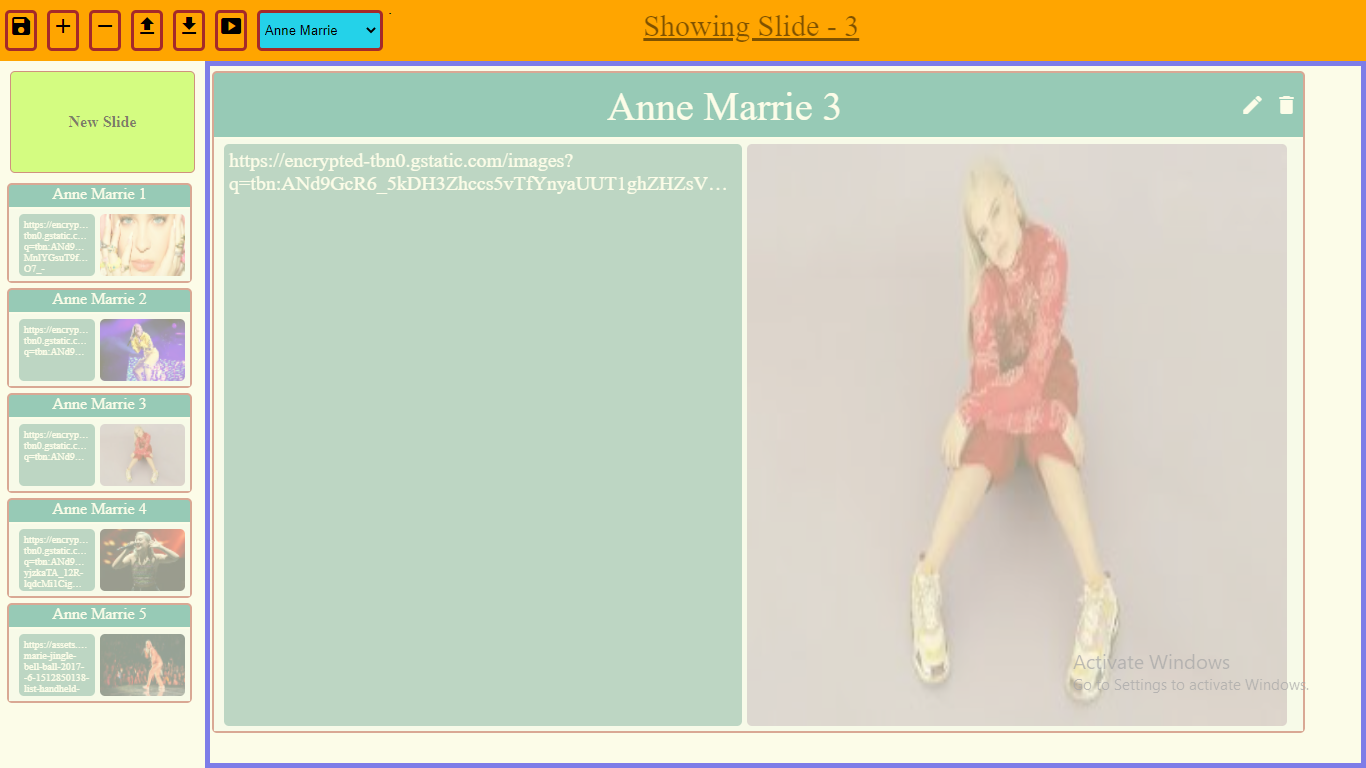 Anne Marrie
Showing Slide - 3
New Slide
Anne Marrie 1
https://encryp...
tbn0.gstatic.c...
q=tbn:ANd9...
MnlYGsuT9f...
O7_-
Anne Marrie 2
https://encryp...
tbn0.gstatic.c...
q=tbn:ANd9...
Anne Marrie 3
https://encryp...
tbn0.gstatic.c...
q=tbn:ANd9...
Anne Marrie 4
https://encryp...
tbn0.gstatic.c...
q=tbn:ANd9...
yjzkaTA_12R-
lqdcMi1Cig...
Anne Marrie 5
https://assets....
marie-jingle-
bell-ball-2017-
-6-1512850138-
list-handheld-
Anne Marrie 3
https://encrypted-tbn0.gstatic.com/images?
q=tbn:ANd9GcR6_5kDH3Zhccs5vTfYnyaUUT1ghZHZsV...
Activate Windows
Go to Settings to activate Windows.